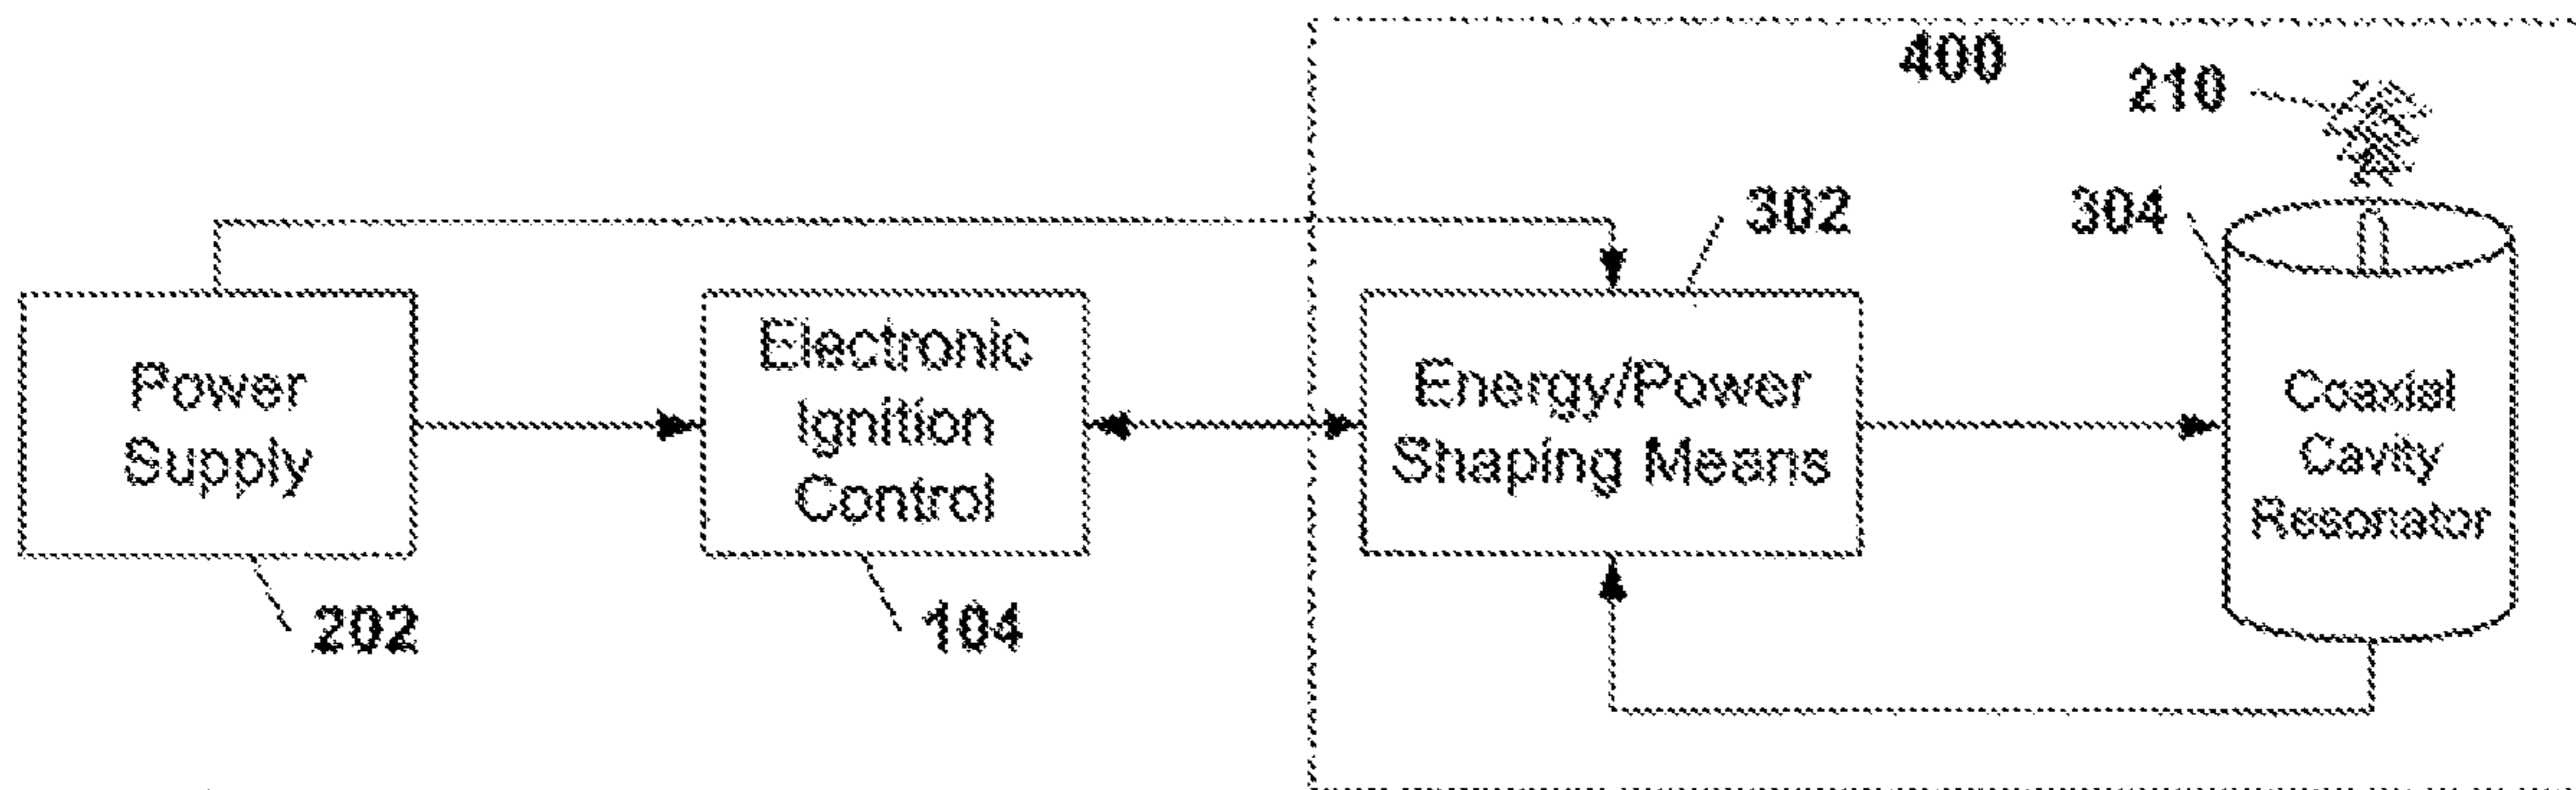 400
210
302
304
Power
Supply
Electronic
Ignition
Control
Energy/Power
Shaping Means
Coaxial
Cavity
Resonator
202
104